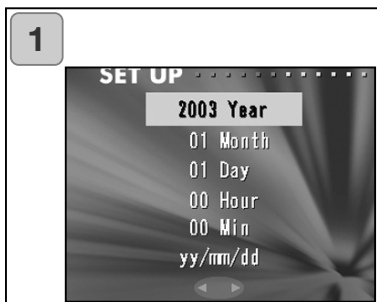 1
SET UP
2003 Year
01 Month
01 Day
00 Hour
00 Min
yy/mm/dd